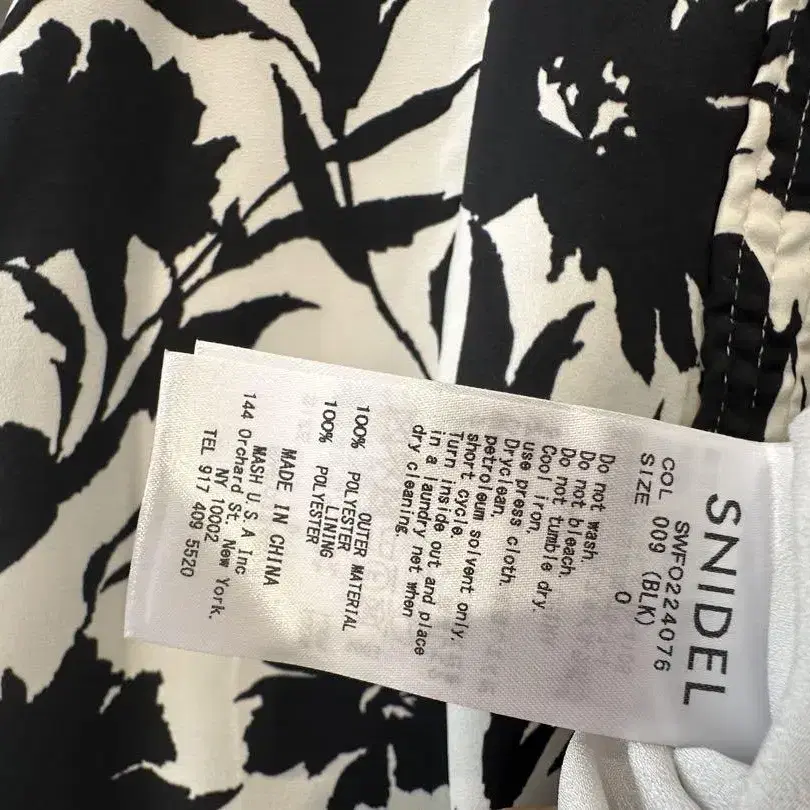 SNIDEL
SWFO224076
COL 009 (BLK)
SIZE 0
Do not wash.
Do not bleach.
Do not tumble dry.
Cool iron,
use press cloth.
Dryclean,
petroleum solvent only,
short cycle.
Turn inside out and place
in a laundry net when
dry cleaning.
OUTER MATERIAL
100% POLYESTER
LINING
100% POLYESTER
MADE IN CHINA
MASH U.S.A Inc
144 Orchard St. New York,
NY 10002
TEL 917 409 5520